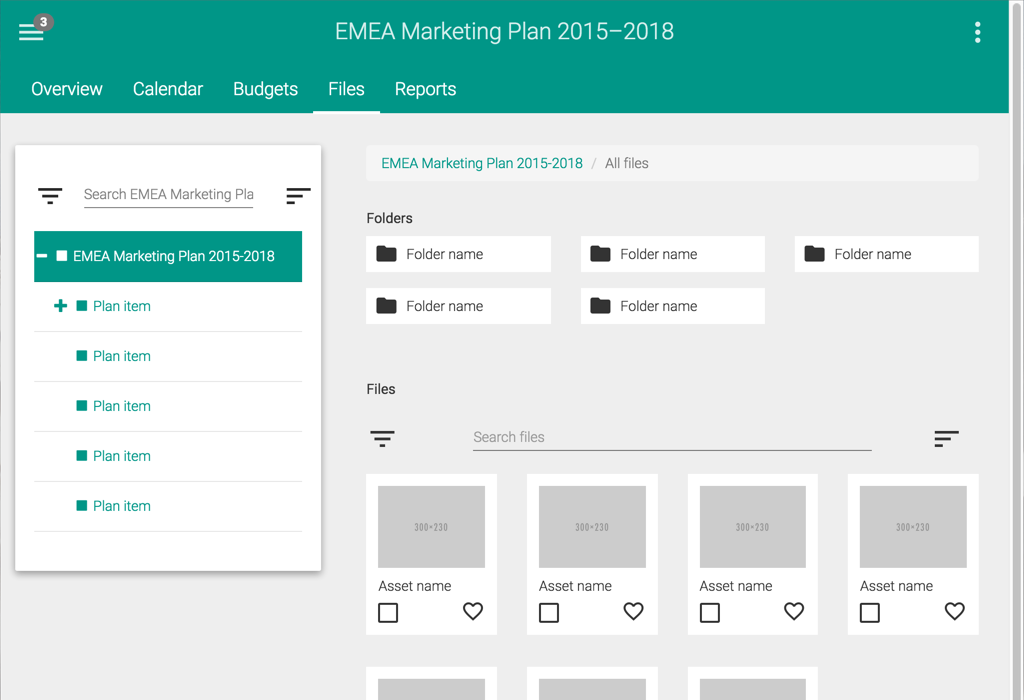 3
EMEA Marketing Plan 2015–2018
Overview Calendar Budgets Files Reports
Search EMEA Marketing Pla
EMEA Marketing Plan 2015-2018
Plan item
Plan item
Plan item
Plan item
Plan item
EMEA Marketing Plan 2015-2018 / All files
Folders
Folder name Folder name Folder name
Folder name Folder name
Files
Search files
300×230 300×230 300×230 300×230
Asset name Asset name Asset name Asset name